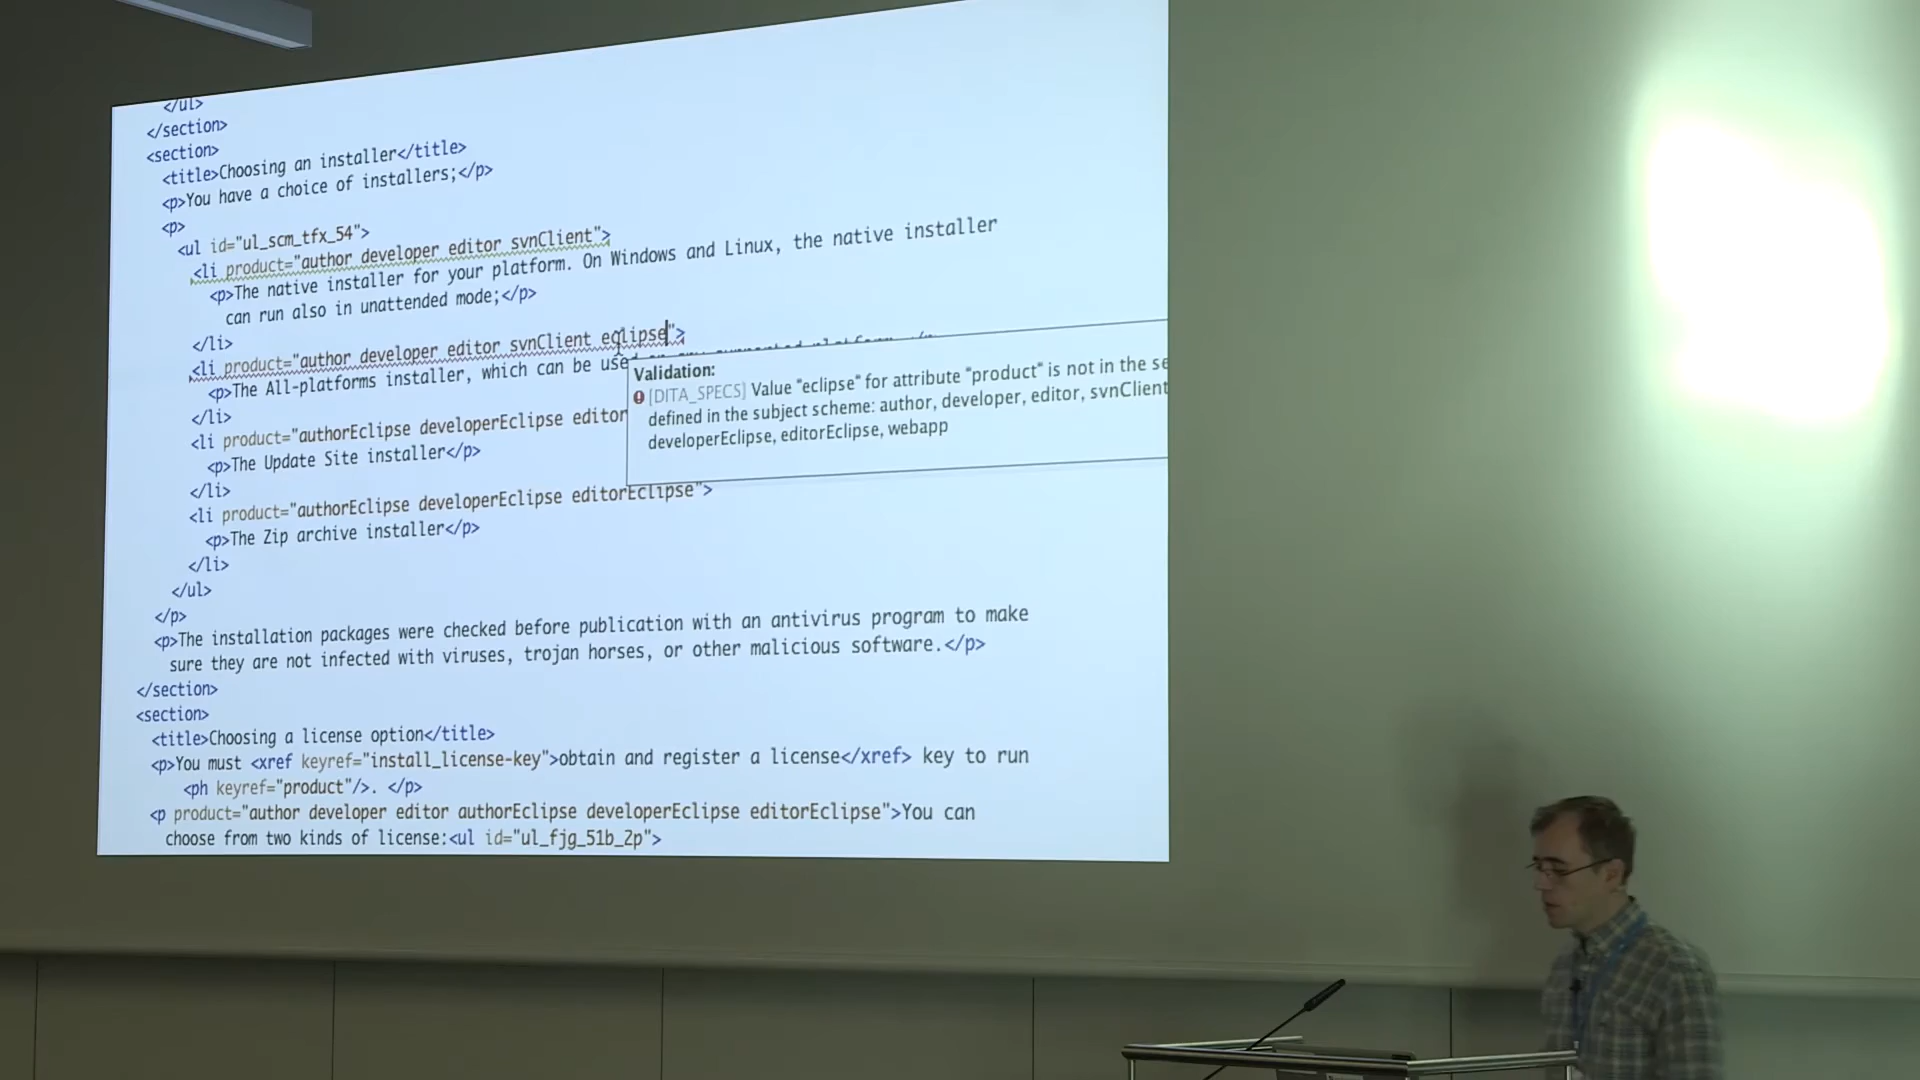 </ul>
</section>
<section>
<title>Choosing an installer</title>
<p>You have a choice of installers;</p>
<p>
<ul id="ul_scm_tfx_54">
<li product="author developer editor svnClient">
<p>The native installer for your platform. On Windows and Linux, the native installer
can run also in unattended mode;</p>
</li>
<li product="author developer editor svnClient eclipse">
<p>The All-platforms installer, which can be used
</li>
<li product="authorEclipse developerEclipse editor
<p>The Update Site installer</p>
</li>
<li product="authorEclipse developerEclipse editorEclipse">
<p>The Zip archive installer</p>
</li>
</ul>
</p>
<p>The installation packages were checked before publication with an antivirus program to make
sure they are not infected with viruses, trojan horses, or other malicious software.</p>
</section>
<section>
<title>Choosing a license option</title>
<p>You must <xref keyref="install_license-key">obtain and register a license</xref> key to run
<ph keyref="product"/>. </p>
<p product="author developer editor authorEclipse developerEclipse editorEclipse">You can
choose from two kinds of license:<ul id="ul_fjg_51b_2p">
Validation:
[DITA_SPECS] Value "eclipse" for attribute "product" is not in the se
defined in the subject scheme: author, developer, editor, svnClient
developerEclipse, editorEclipse, webapp